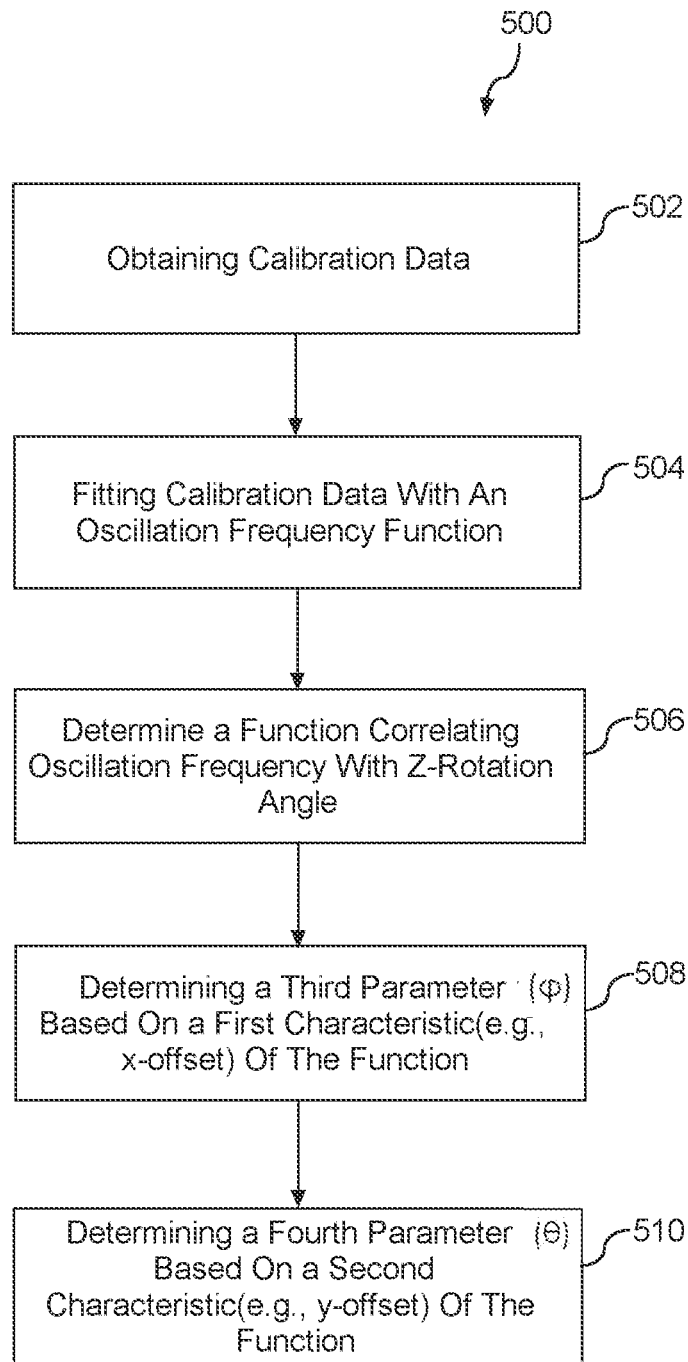 500
502
Obtaining Calibration Data
504
Fitting Calibration Data With An
Oscillation Frequency Function
506
Determine a Function Correlating
Oscillation Frequency With Z-Rotation
Angle
508
Determining a Third Parameter {φ}
Based On a First Characteristic(e.g.,
x-offset) Of The Function
510
Determining a Fourth Parameter {θ}
Based On a Second
Characteristic(e.g., y-offset) Of The
Function